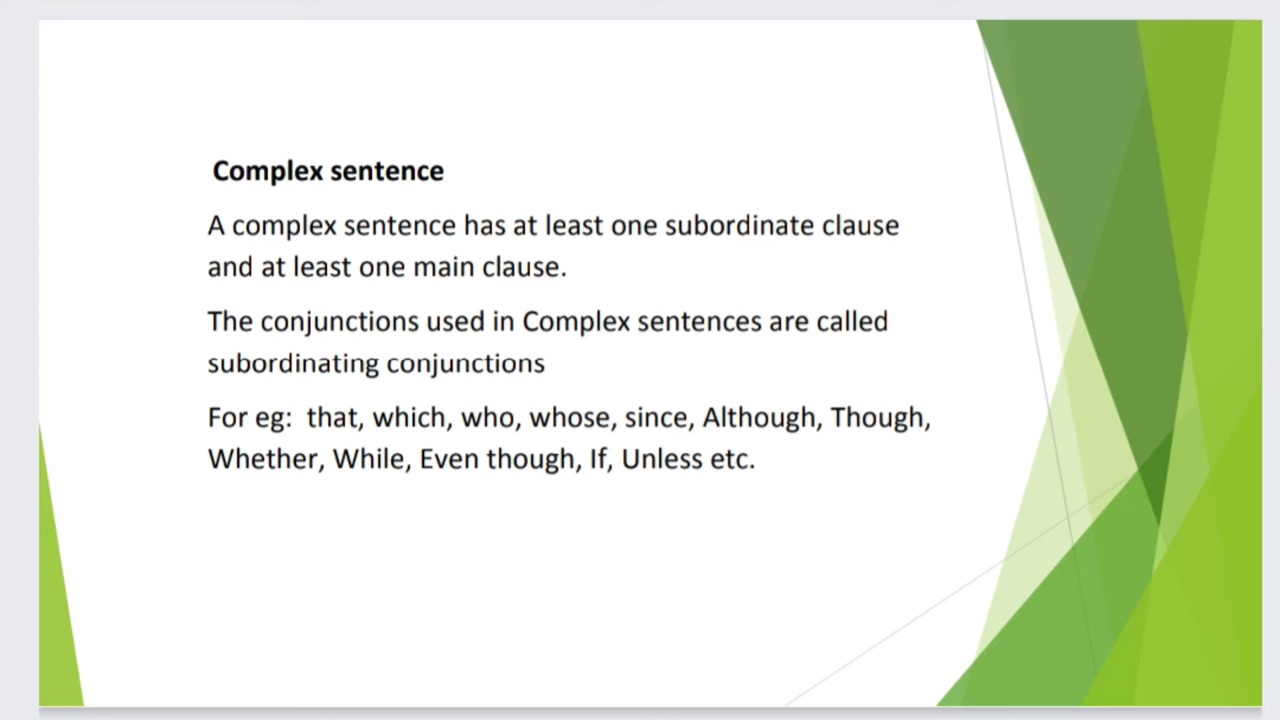 Complex sentence
A complex sentence has at least one subordinate clause
and at least one main clause.
The conjunctions used in Complex sentences are called
subordinating conjunctions
For eg:  that, which, who, whose, since, Although, Though,
Whether, While, Even though, If, Unless etc.